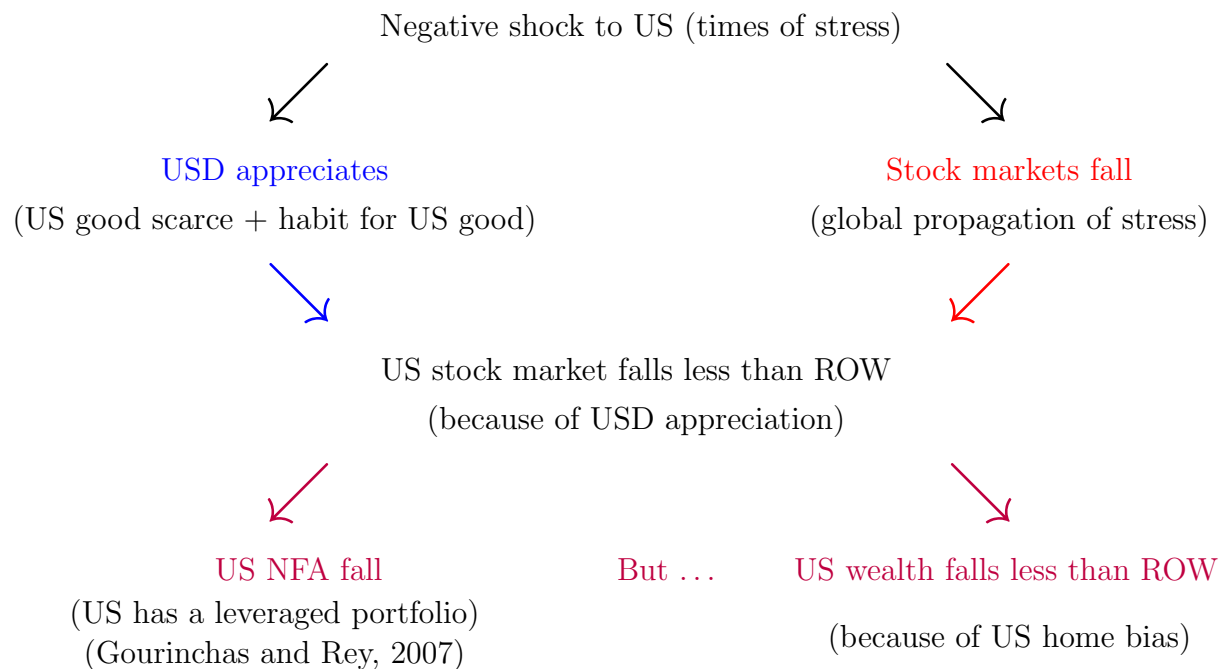 Negative shock to US (times of stress)
USD appreciates
(US good scarce + habit for US good)
Stock markets fall
(global propagation of stress)
US stock market falls less than ROW
(because of USD appreciation)
US NFA fall
(US has a leveraged portfolio)
(Gourinchas and Rey, 2007)
But ...
US wealth falls less than ROW
(because of US home bias)